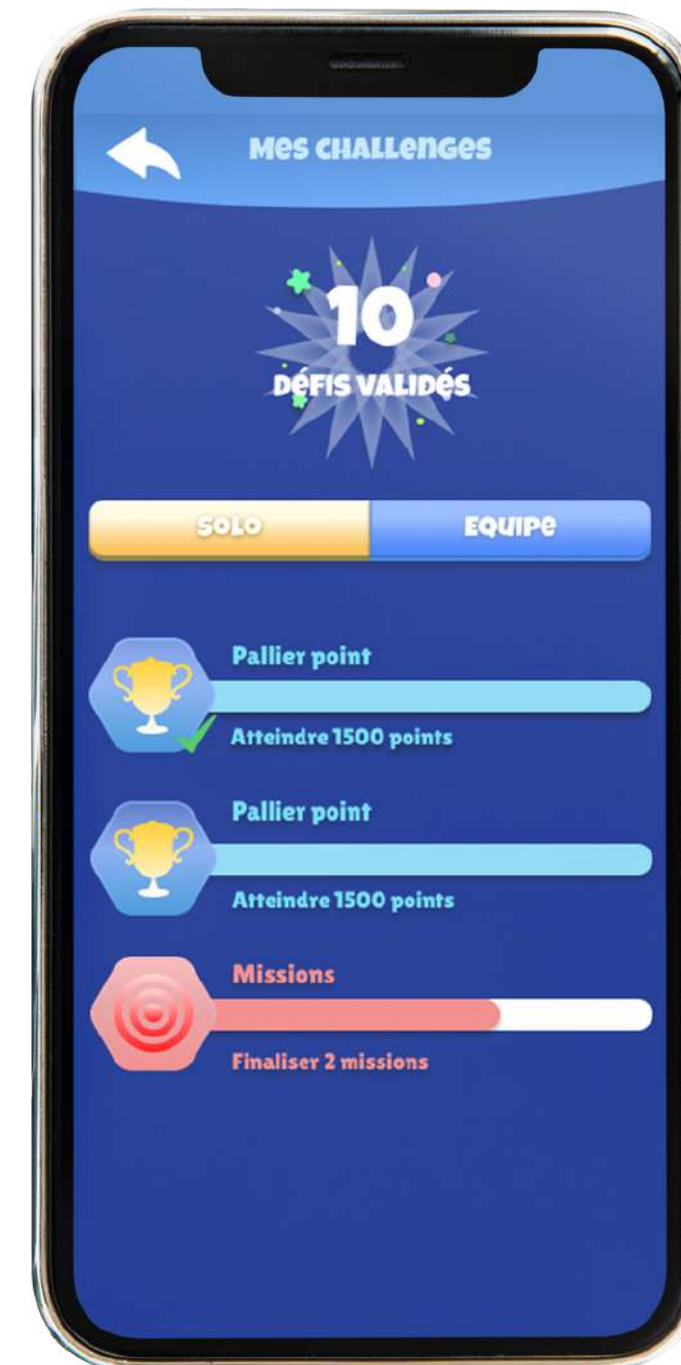 Mes challenges
10
Défis validés
Solo
Equipe
Pallier point
Atteindre 1500 points
Pallier point
Atteindre 1500 points
Missions
Finaliser 2 missions